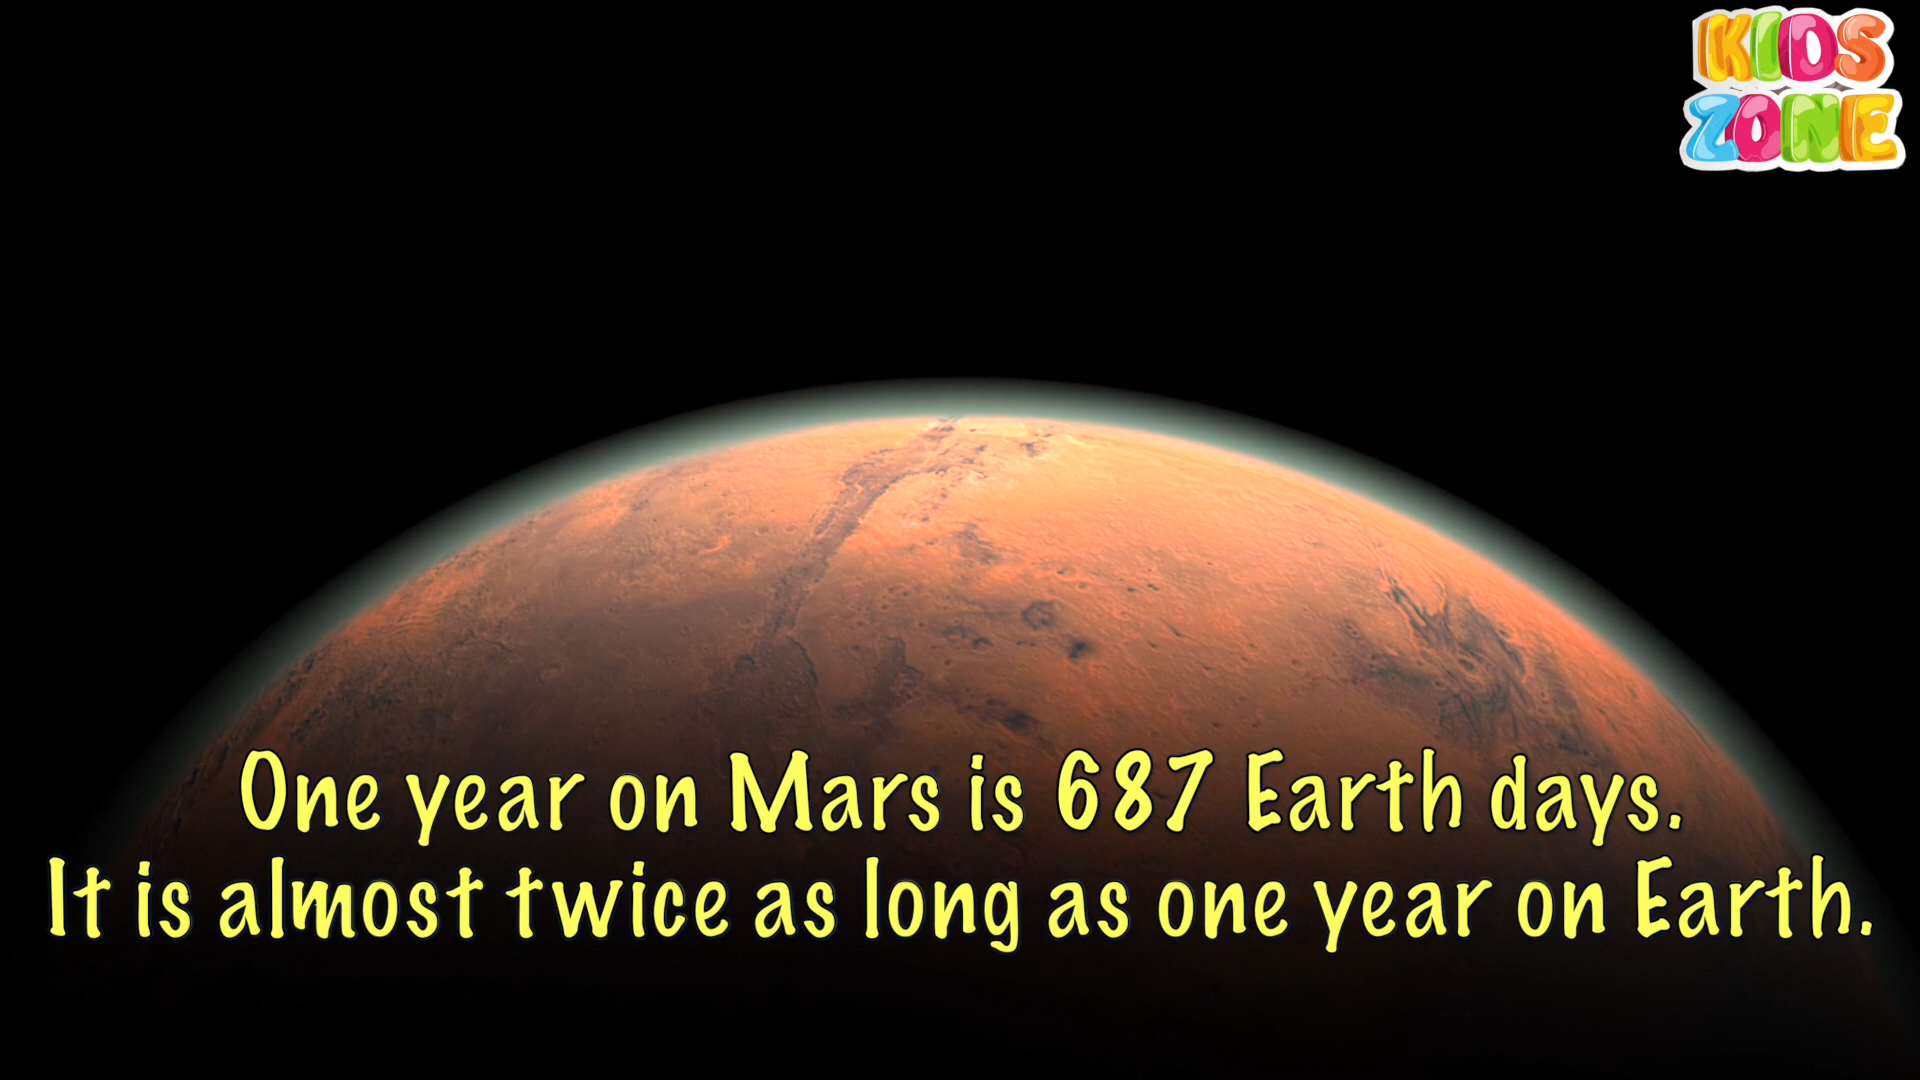 KIDS
ZONE
One year on Mars is 687 Earth days.
It is almost twice as long as one year on Earth.